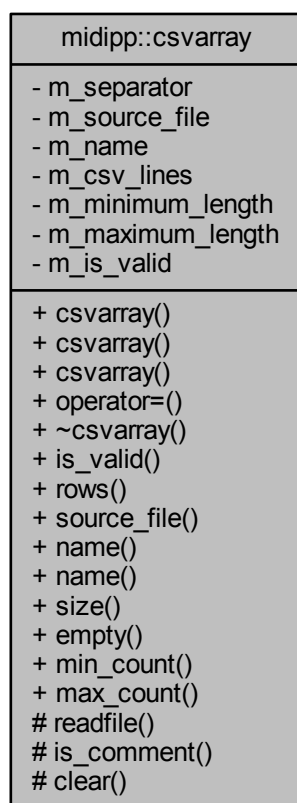 midipp::csvarray
- m_separator
- m_source_file
- m_name
- m_csv_lines
- m_minimum_length
- m_maximum_length
- m_is_valid
+ csvarray()
+ csvarray()
+ csvarray()
+ operator=()
+ ~csvarray()
+ is_valid()
+ rows()
+ source_file()
+ name()
+ name()
+ size()
+ empty()
+ min_count()
+ max_count()
# readfile()
# is_comment()
# clear()